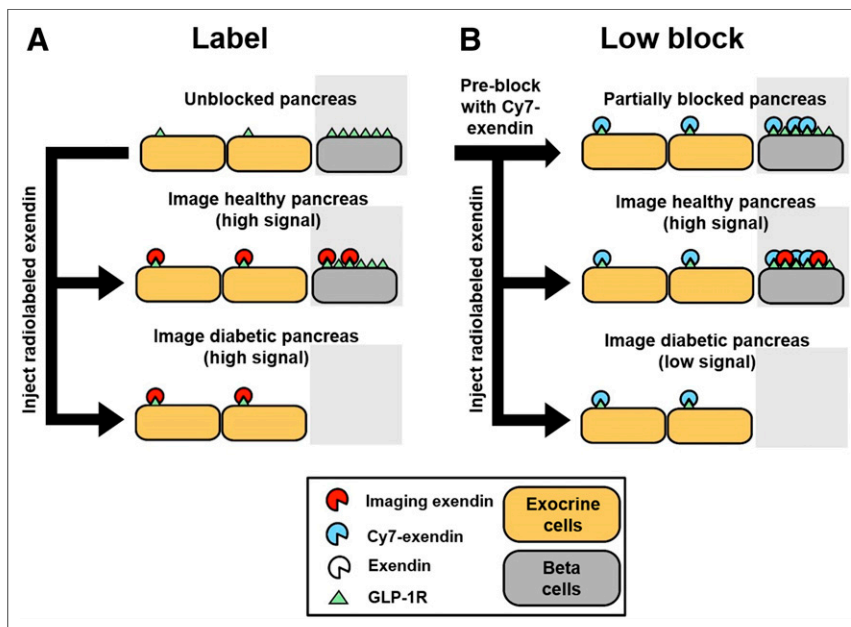 A
Label
Unblocked pancreas
Inject radiolabeled exendin
Image healthy pancreas
(high signal)
Image diabetic pancreas
(high signal)
B
Low block
Pre-block
with Cy7-
exendin
Partially blocked pancreas
Inject radiolabeled exendin
Image healthy pancreas
(high signal)
Image diabetic pancreas
(low signal)
Imaging exendin
Cy7-exendin
Exendin
GLP-1R
Exocrine
cells
Beta
cells